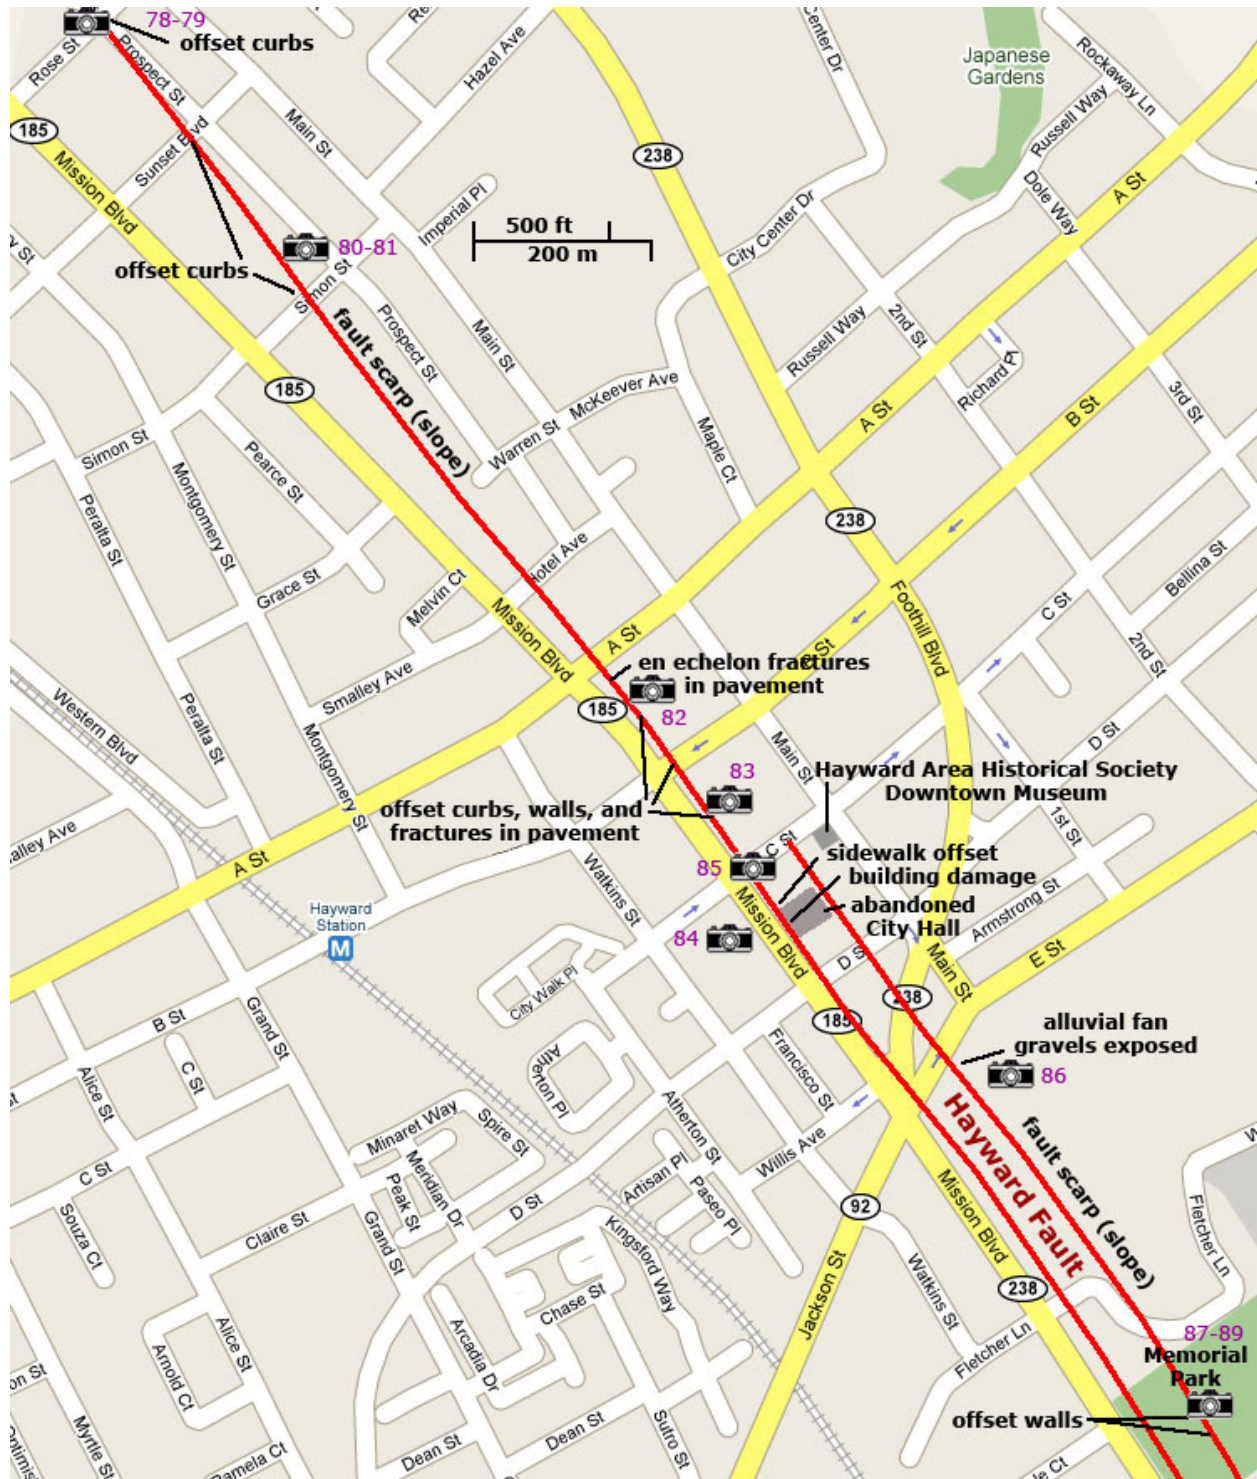 78-79
offset curbs
Rose St
Prospect St
Main St
Hazel Ave
Center Dr
Japanese
Gardens
Rockaway Ln
Russell Way
185
238
Sunset Blvd
Mission Blvd
Imperial Pl
Dole Way
A St
500 ft
200 m
City Center Dr
80-81
offset curbs
Simon St
fault scarp (slope)
Prospect St
Main St
Russell Way
2nd St
Richard Pl
3rd St
185
McKeever Ave
Warren St
Maple Ct
A St
B St
Simon St
Pearce St
Montgomery St
Peralta St
238
Hotel Ave
Grace St
Melvin Ct
Mission Blvd
A St
Foothill Blvd
C St
Bellina St
2nd St
B St
en echelon fractures
in pavement
Smalley Ave
Western Blvd
Peralta St
Montgomery St
185
82
Main St
D St
83
Hayward Area Historical Society
Downtown Museum
1st St
offset curbs, walls, and
fractures in pavement
alley Ave
A St
Watkins St
C St
85
sidewalk offset
building damage
abandoned
City Hall
Armstrong St
Mission Blvd
Hayward
Station
M
84
D St
Main St
E St
City Walk Pl
238
185
B St
Grand St
C St
Alice St
Atherton Pl
Francisco St
alluvial fan
gravels exposed
86
Minaret Way
Spire St
Atherton St
Willis Ave
Hayward Fault
fault scarp (slope)
C St
Souza Ct
Claire St
Peak St
Meridian Dr
D St
Artisan Pl
Paseo Pl
92
Mission Blvd
Fletcher Ln
Grand St
Kingsford Way
Watkins St
238
Chase St
Jackson St
Fletcher Ln
Alice St
Arnold Ct
Arcadia Dr
87-89
Memorial
Park
on St
Myrtle St
Pamela Ct
Dean St
Dean St
Sutro St
offset walls